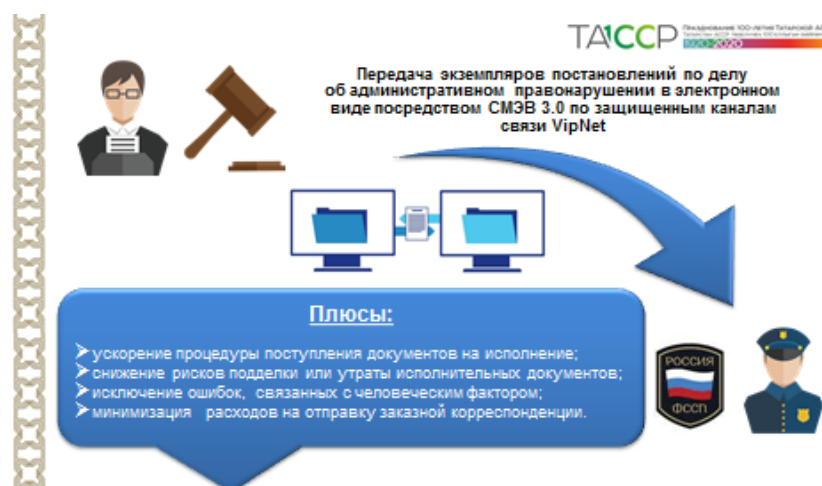 ТАССР
1920-2020
Передача экземпляров постановлений по делу
об административном правонарушении в электронном
виде посредством СМЭВ 3.0 по защищенным каналам
связи VipNet
Плюсы:
ускорение процедуры поступления документов на исполнение;
снижение рисков подделки или утраты исполнительных документов;
исключение ошибок, связанных с человеческим фактором;
минимизация расходов на отправку заказной корреспонденции.
РОССИЯ
ФССП